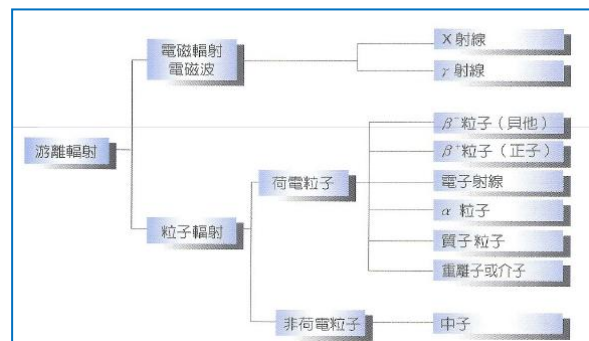 電磁輻射
電磁波
X 射線
γ 射線
游離輻射
粒子輻射
荷電粒子
β⁻粒子(貝他)
β⁺粒子(正子)
電子射線
α 粒子
質子粒子
重離子或介子
非荷電粒子
中子